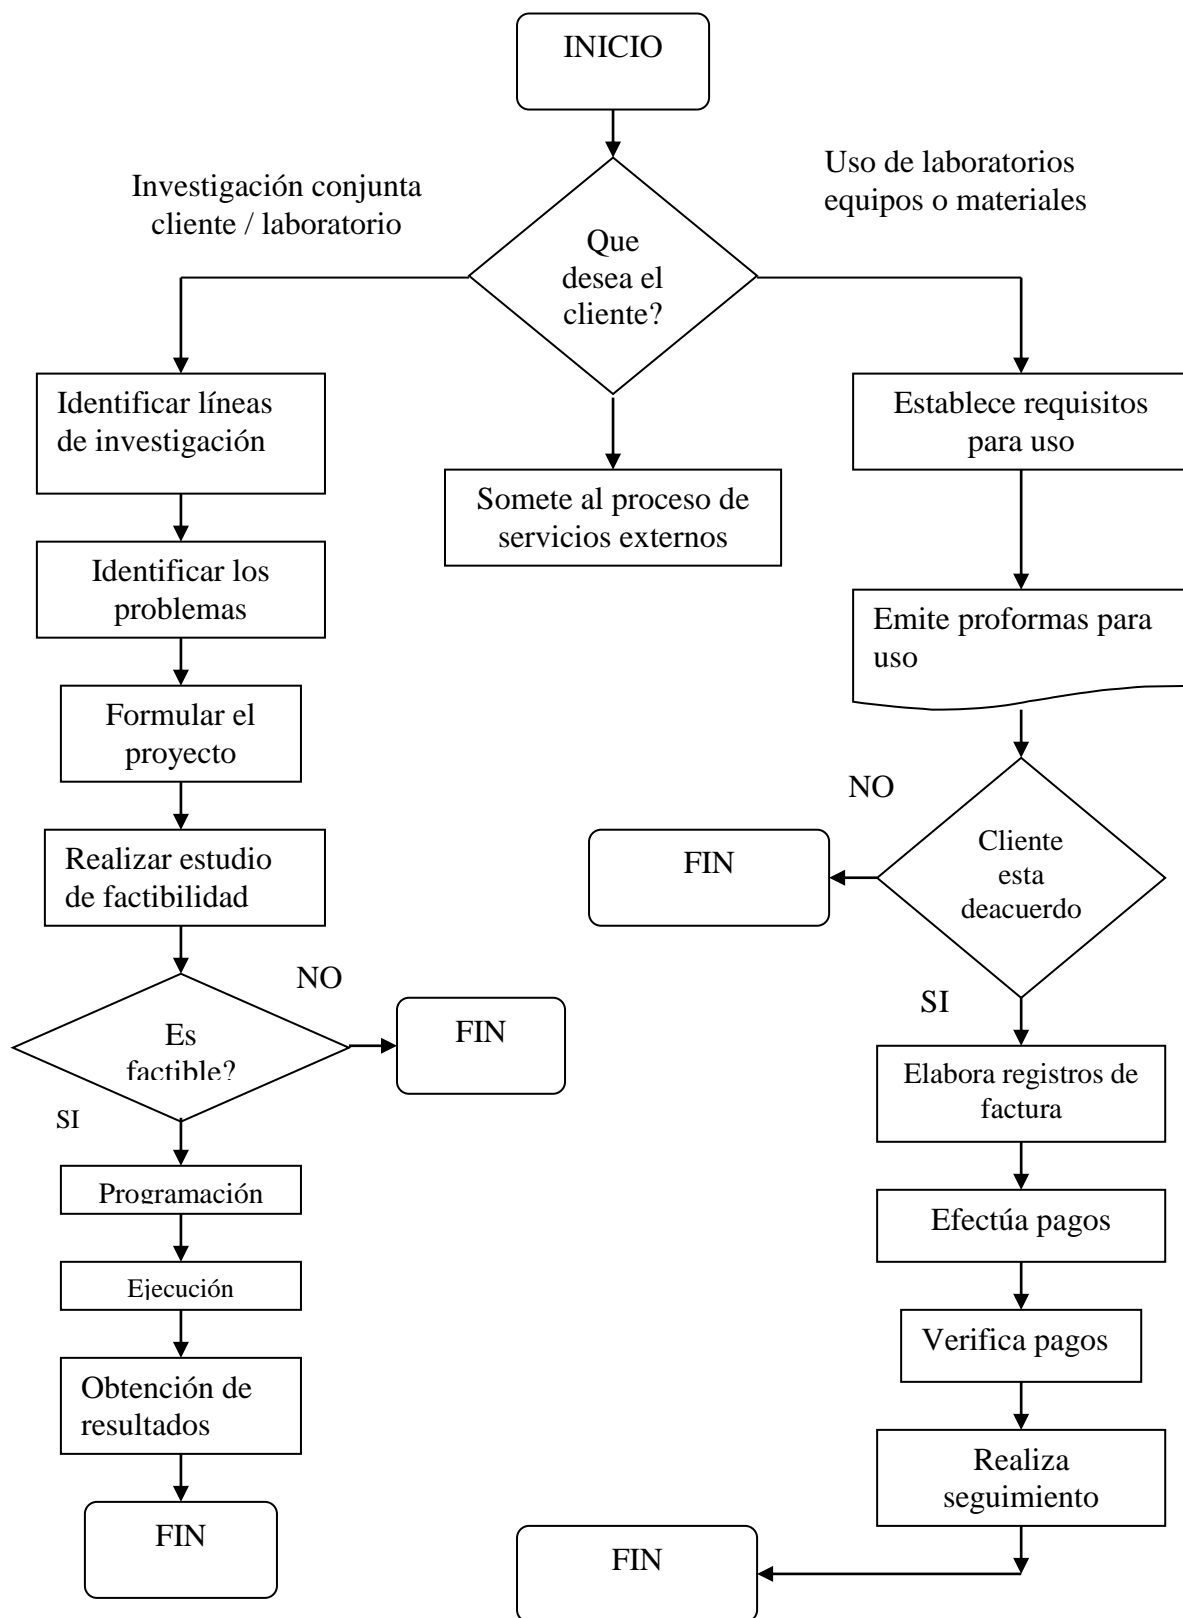 INICIO
Investigación conjunta
cliente / laboratorio
Uso de laboratorios
equipos o materiales
Que
desea el
cliente?
Identificar líneas
de investigación
Establece requisitos
para uso
Somete al proceso de
servicios externos
Identificar los
problemas
Emite proformas para
uso
Formular el
proyecto
NO
Realizar estudio
de factibilidad
FIN
Cliente
esta
deacuerdo
NO
SI
Es
factible?
FIN
SI
Elabora registros de
factura
Programación
Efectúa pagos
Ejecución
Verifica pagos
Obtención de
resultados
Realiza
seguimiento
FIN
FIN